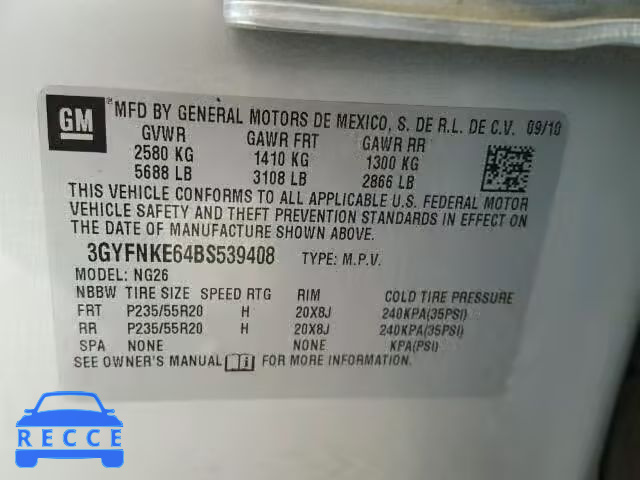 GM
MFD BY GENERAL MOTORS DE MEXICO, S. DE R.L. DE C.V. 09/10
GVWR GAWR FRT GAWR RR
2580 KG 1410 KG 1300 KG
5688 LB 3108 LB 2866 LB
THIS VEHICLE CONFORMS TO ALL APPLICABLE U.S. FEDERAL MOTOR
VEHICLE SAFETY AND THEFT PREVENTION STANDARDS IN EFFECT ON
THE DATE OF MANUFACTURE SHOWN ABOVE.
3GYFNKE64BS539408 TYPE: M.P.V.
MODEL: NG26
NBBW TIRE SIZE SPEED RTG RIM COLD TIRE PRESSURE
FRT P235/55R20 H 20X8J 240KPA(35PSI)
RR P235/55R20 H 20X8J 240KPA(35PSI)
SPA NONE NONE KPA(PSI)
SEE OWNER'S MANUAL FOR MORE INFORMATION.
RECCE